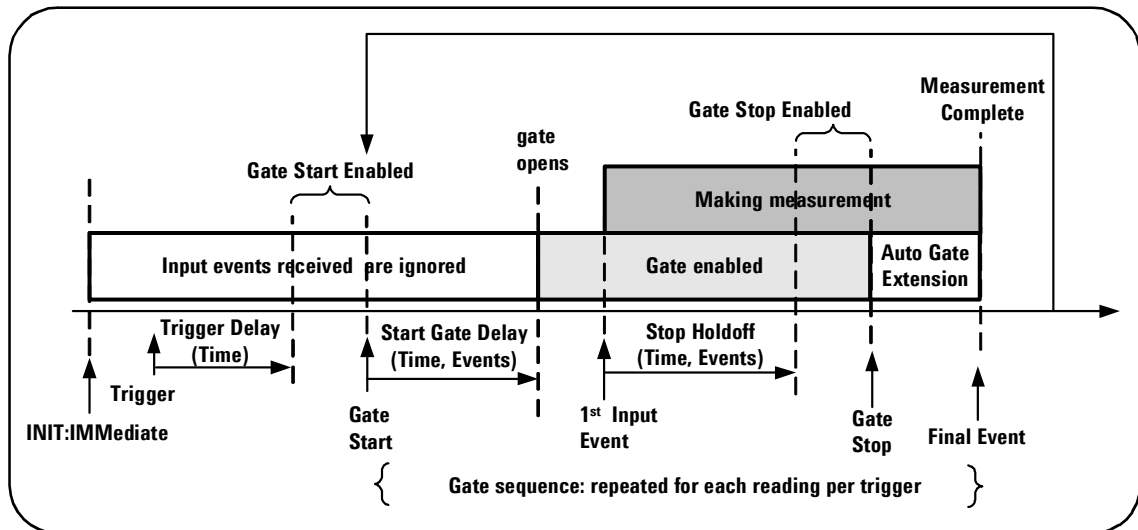 Measurement
Complete
Gate Stop Enabled
gate
opens
Gate Start Enabled
Making measurement
Input events received are ignored
Gate enabled
Auto Gate
Extension
Trigger Delay
(Time)
Start Gate Delay
(Time, Events)
Stop Holdoff
(Time, Events)
Trigger
INIT:IMMediate
Gate
Start
1st Input
Event
Gate
Stop
Final Event
Gate sequence: repeated for each reading per trigger